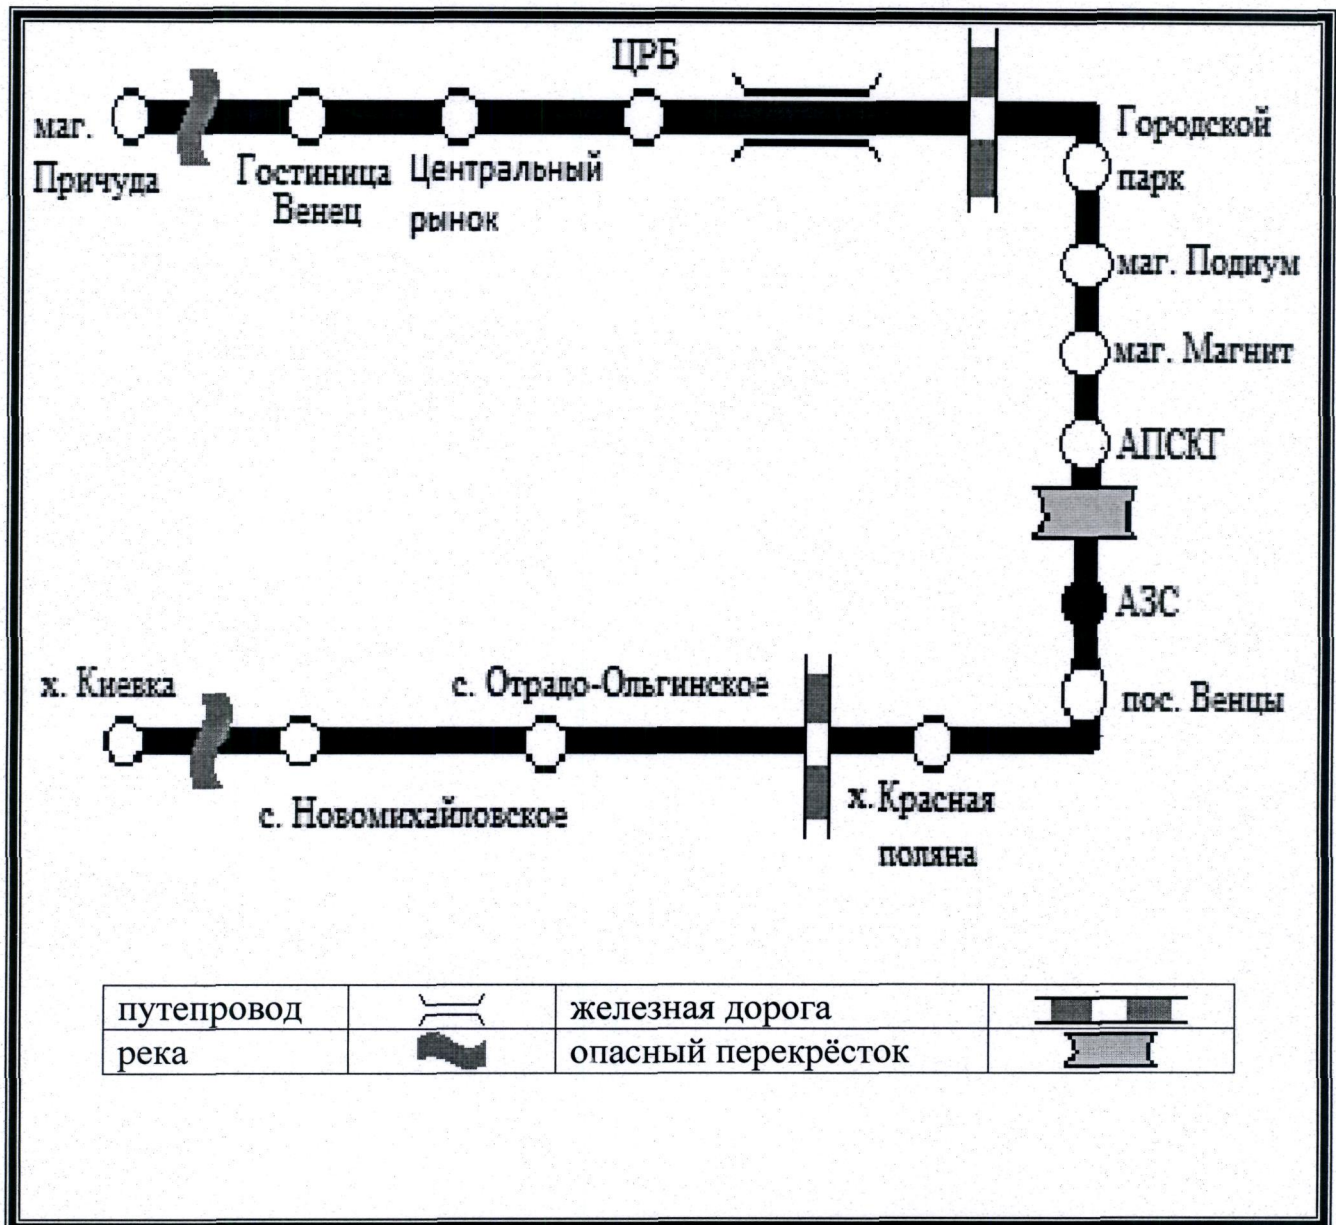 ЦРБ
маг.
Причуда
Гостиница
Венец
Центральный
рынок
Городской
парк
маг. Подиум
маг. Магнит
АПСКГ
АЗС
пос. Венцы
х. Киевка
с. Отрадо-Ольгинское
с. Новомихайловское
х.Красная
поляна
путепровод
железная дорога
река
опасный перекрёсток